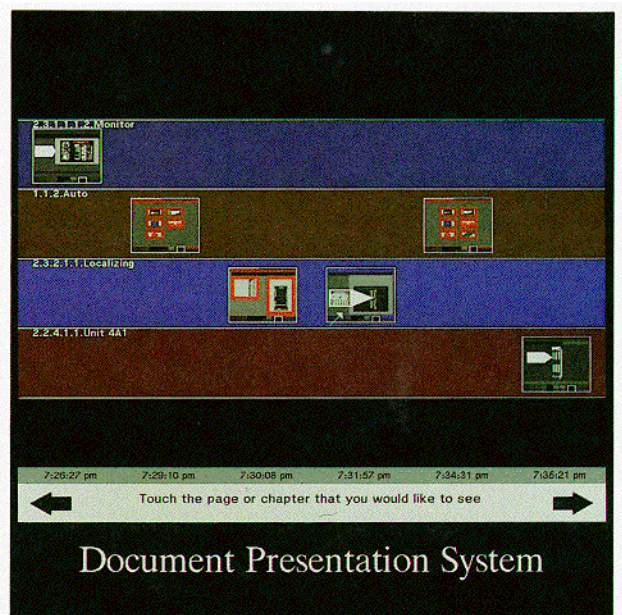 2.3.1.1.1.2.Monitor
1.1.2.Auto
2.3.2.1.1.Localizing
2.2.4.1.1.Unit 4A1
7:26:27 pm 7:29:10 pm 7:30:08 pm 7:31:57 pm 7:34:31 pm 7:35:21 pm
Touch the page or chapter that you would like to see
Document Presentation System